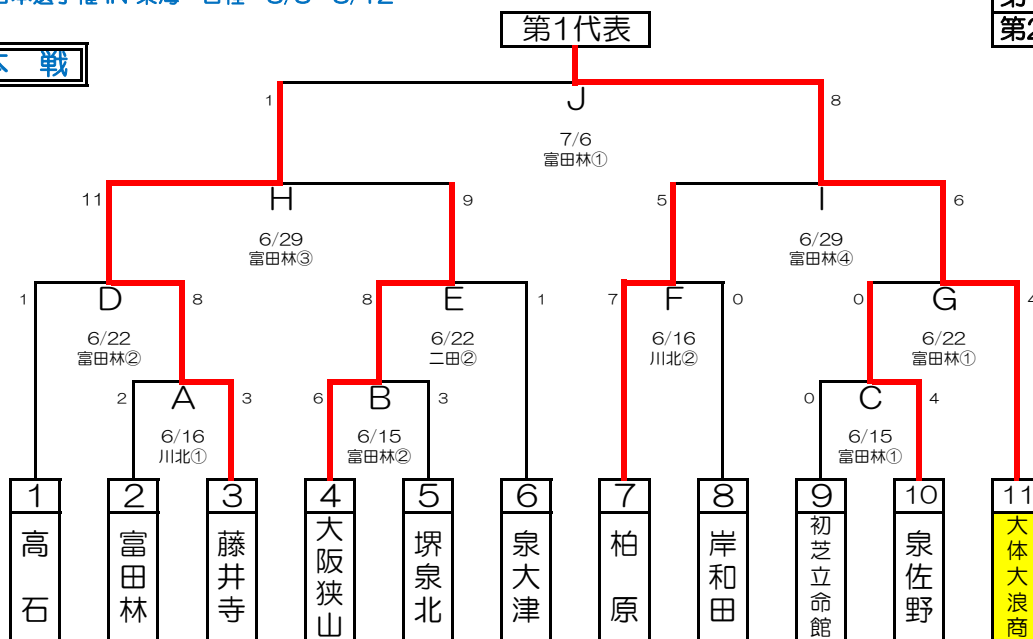 第1代表
第2
本 戦
1 J 8
7/6
富田林①
11 H 9 5 I 6
6/29 6/29
富田林③ 富田林④
1 D 8 8 E 1 7 F 0 0 G 4
6/22 6/22 6/16 6/22
富田林② 二田② 川北② 富田林①
2 A 3 6 B 3 0 C 4
6/16 6/15 6/15
川北① 富田林② 富田林①
1 2 3 4 5 6 7 8 9 10 11
高石
富田林
藤井寺
大阪狭山
堺泉北
泉大津
柏原
岸和田
初芝立命館
泉佐野
大体大浪商